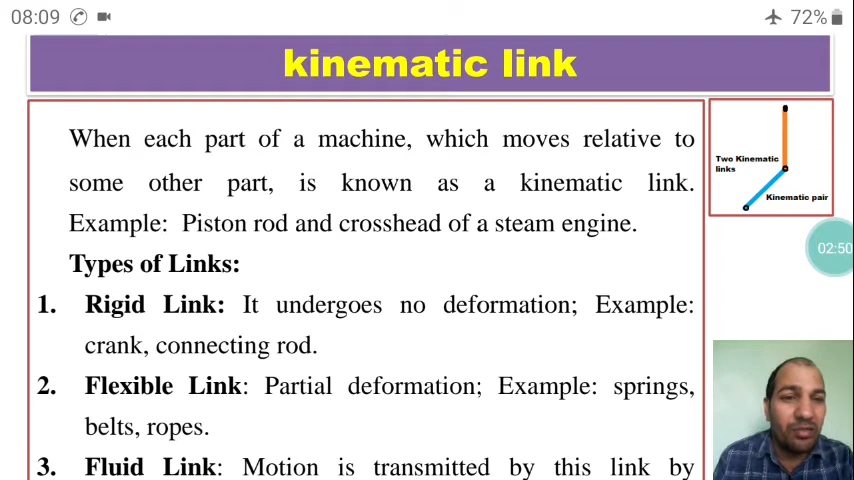 08:09
72%
kinematic link
When each part of a machine, which moves relative to
some other part, is known as a kinematic link.
Example: Piston rod and crosshead of a steam engine.
Types of Links:
1. Rigid Link: It undergoes no deformation; Example:
crank, connecting rod.
2. Flexible Link: Partial deformation; Example: springs,
belts, ropes.
3. Fluid Link: Motion is transmitted by this link by
Two Kinematic
links
Kinematic pair
02:50